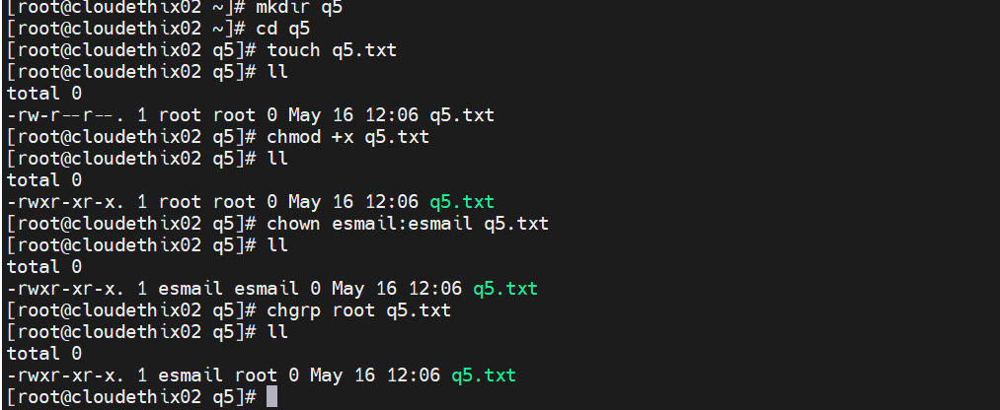 [root@cloudethix02 ~]# mkdir q5
[root@cloudethix02 ~]# cd q5
[root@cloudethix02 q5]# touch q5.txt
[root@cloudethix02 q5]# ll
total 0
-rw-r--r--. 1 root root 0 May 16 12:06 q5.txt
[root@cloudethix02 q5]# chmod +x q5.txt
[root@cloudethix02 q5]# ll
total 0
-rwxr-xr-x. 1 root root 0 May 16 12:06 q5.txt
[root@cloudethix02 q5]# chown esmail:esmail q5.txt
[root@cloudethix02 q5]# ll
total 0
-rwxr-xr-x. 1 esmail esmail 0 May 16 12:06 q5.txt
[root@cloudethix02 q5]# chgrp root q5.txt
[root@cloudethix02 q5]# ll
total 0
-rwxr-xr-x. 1 esmail root 0 May 16 12:06 q5.txt
[root@cloudethix02 q5]#